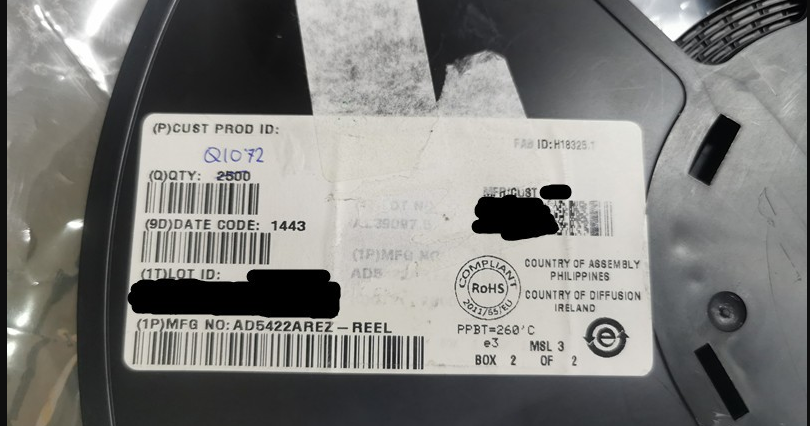 (P)CUST PROD ID:
FAB ID:H18325.1
Q1072
(Q)QTY: 2500
MFR/CUST
(9D)DATE CODE: 1443
(1P)MFG NO
(1T)LOT ID:
COMPLIANT
RoHS
2011/65/EU
COUNTRY OF ASSEMBLY
PHILIPPINES
COUNTRY OF DIFFUSION
IRELAND
(1P)MFG NO:AD5422AREZ-REEL
PPBT=260°C
e3
MSL 3
BOX 2 OF 2
e